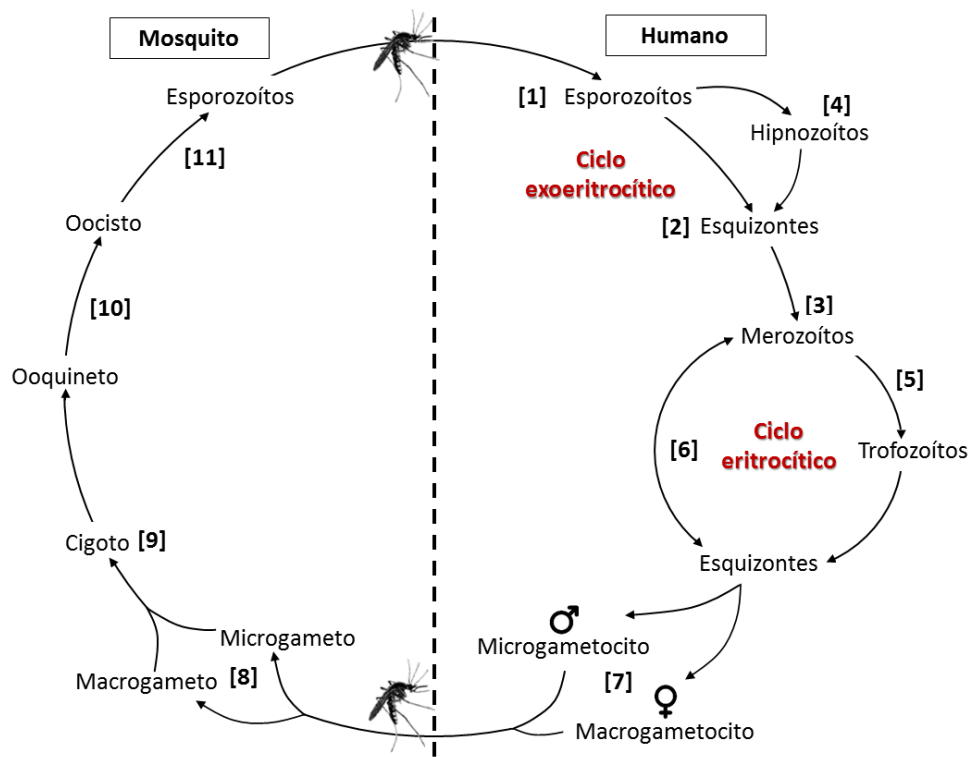 Mosquito
Humano
Esporozoítos
[1] Esporozoítos
[4]
Hipnozoítos
[11]
Ciclo
exoeritrocítico
Oocisto
[2] Esquizontes
[10]
[3]
Merozoítos
Ooquineto
[5]
[6]
Ciclo
eritrocítico
Trofozoítos
Cigoto [9]
Esquizontes
Microgameto
Microgametocito
Macrogameto [8]
[7]
Macrogametocito